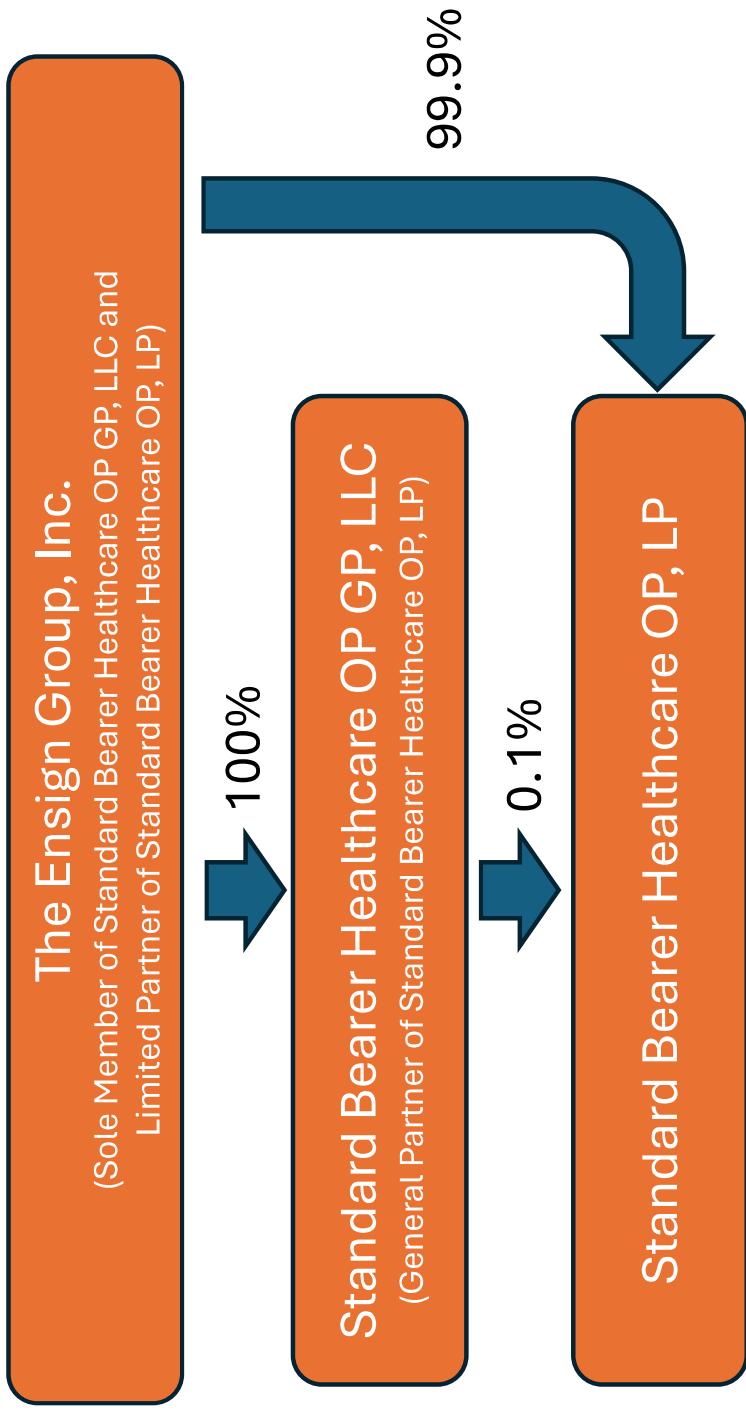 The Ensign Group, Inc.
(Sole Member of Standard Bearer Healthcare OP GP, LLC and
Limited Partner of Standard Bearer Healthcare OP, LP)
100%
99.9%
Standard Bearer Healthcare OP GP, LLC
(General Partner of Standard Bearer Healthcare OP, LP)
0.1%
Standard Bearer Healthcare OP, LP